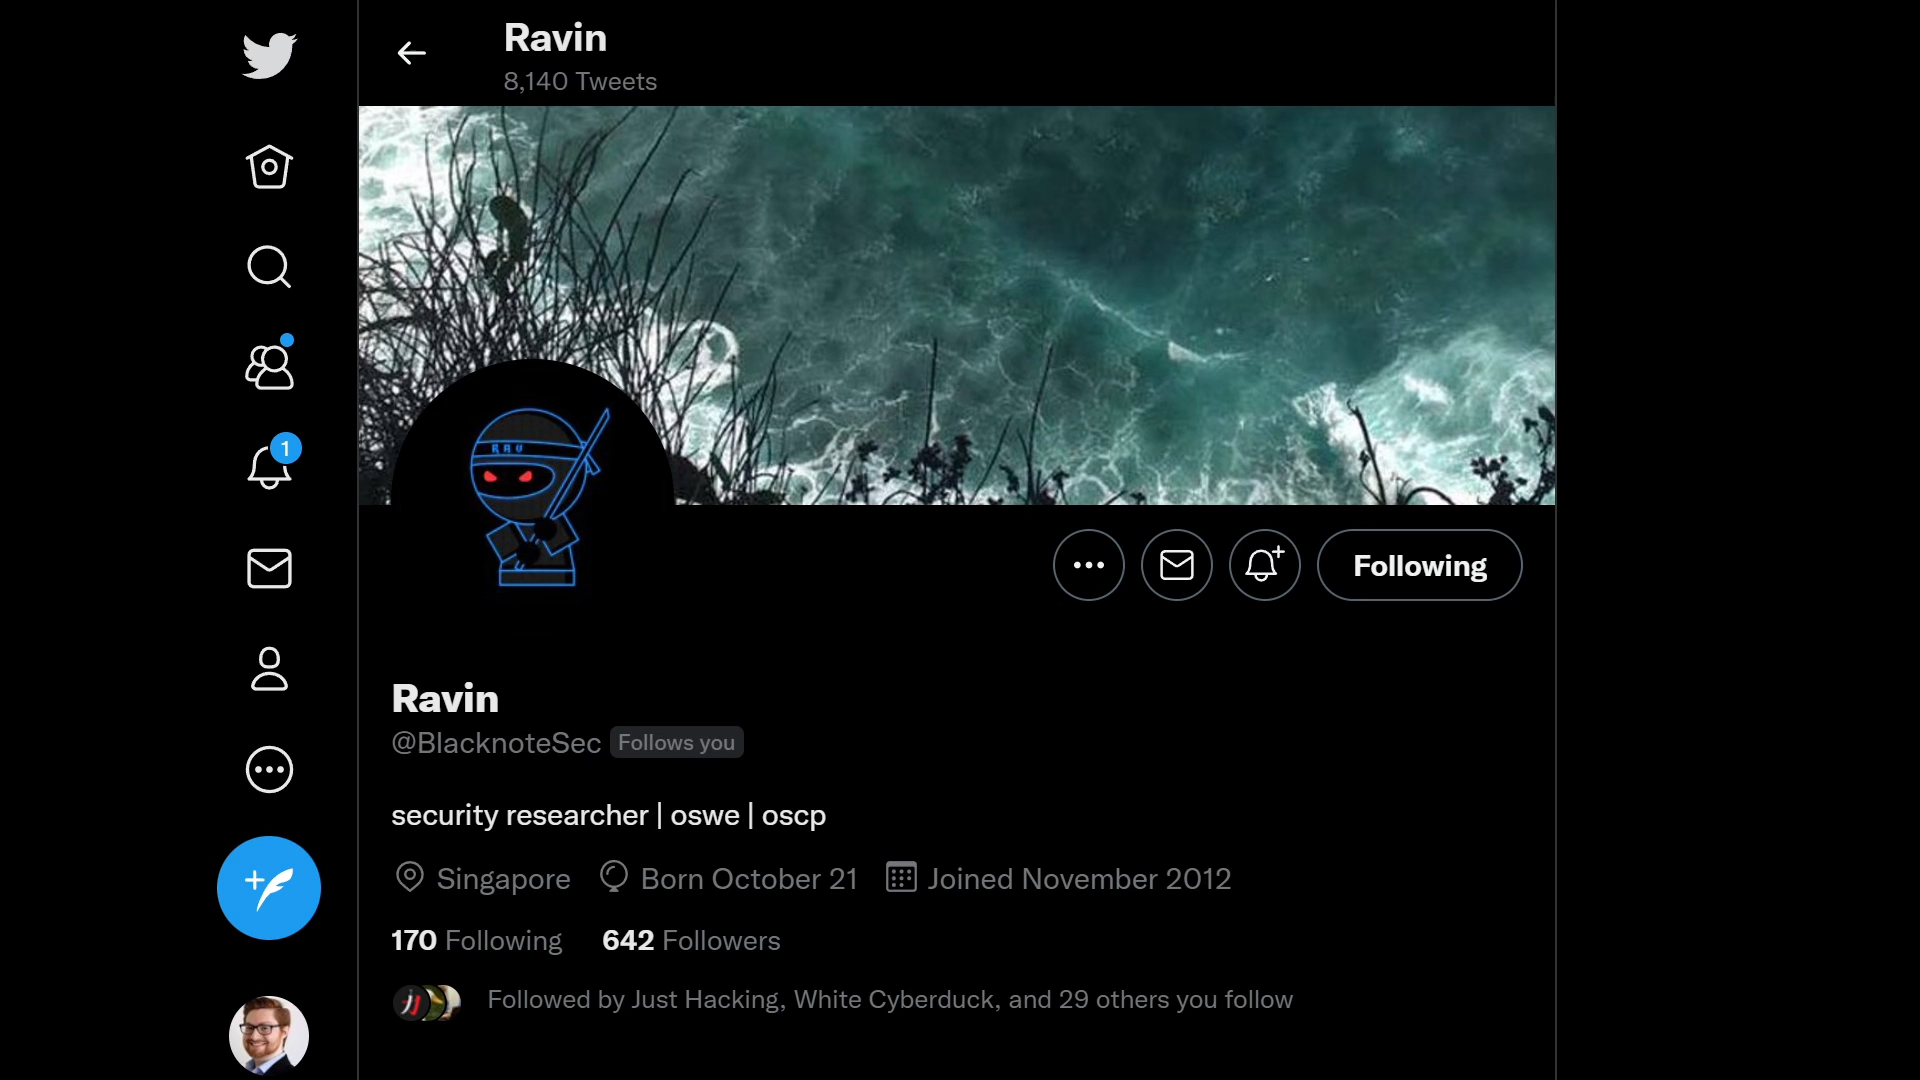 Ravin
8,140 Tweets
RAV
1
Following
Ravin
@BlacknoteSec Follows you
security researcher | oswe | oscp
Singapore Born October 21 Joined November 2012
170 Following 642 Followers
Followed by Just Hacking, White Cyberduck, and 29 others you follow